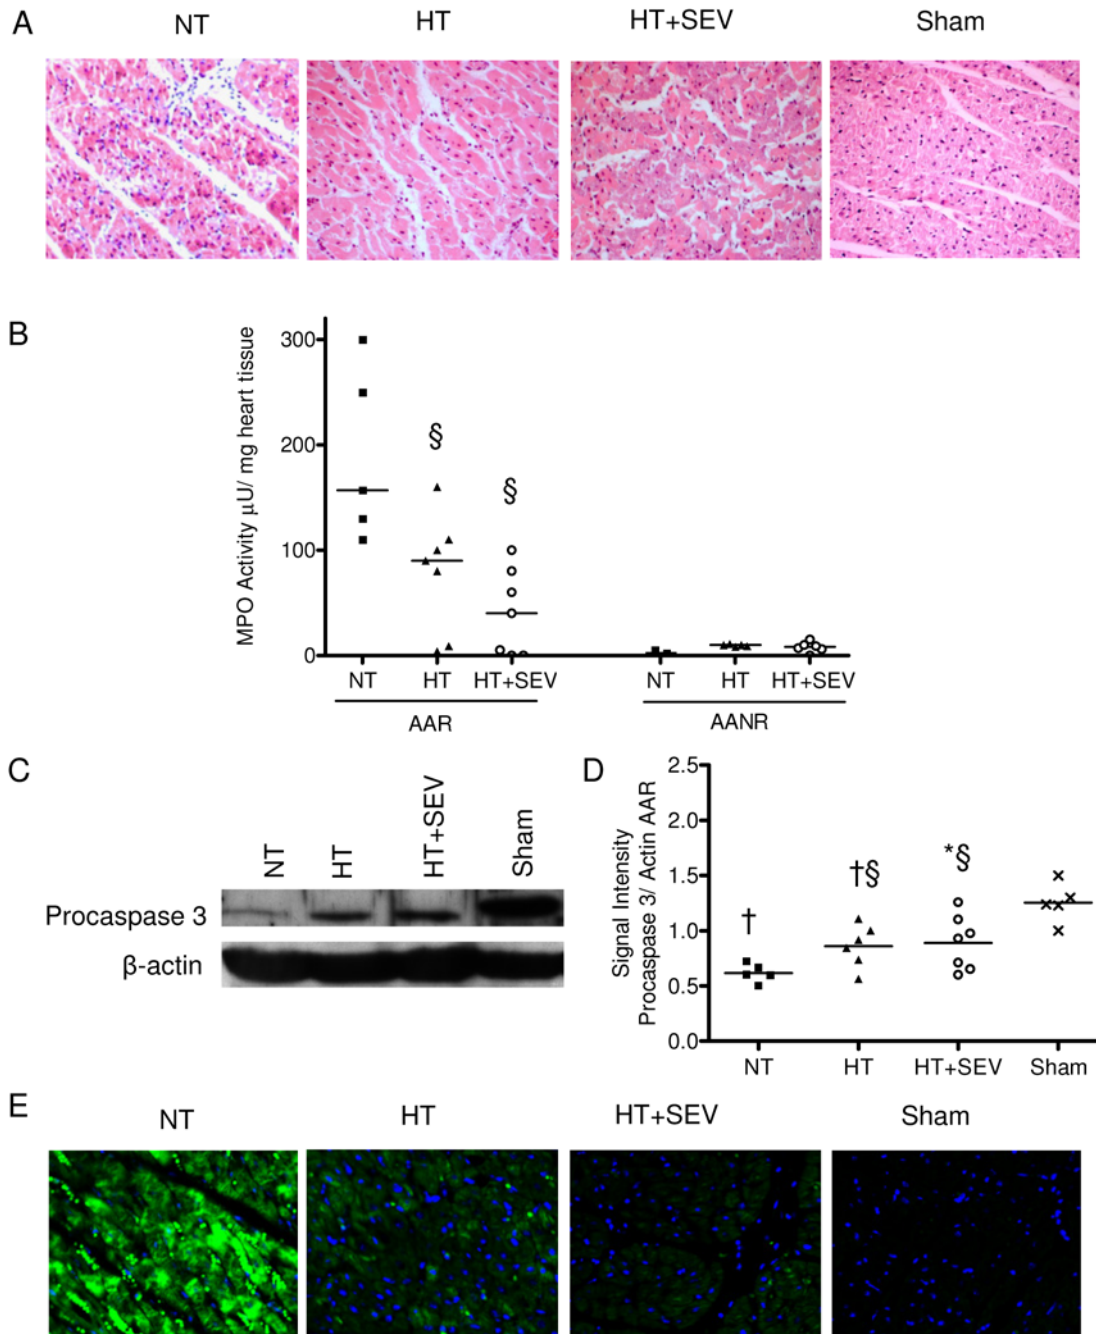 A
NT HT HT+SEV Sham
B
MPO Activity µU/ mg heart tissue
300
200
100
0
§
§
NT HT HT+SEV NT HT HT+SEV
AAR AANR
C
NT HT HT+SEV Sham
Procaspase 3
β-actin
D
Signal Intensity
Procaspase 3/ Actin AAR
2.5
2.0
1.5
1.0
0.5
0.0
†
†§
*§
NT HT HT+SEV Sham
E
NT HT HT+SEV Sham